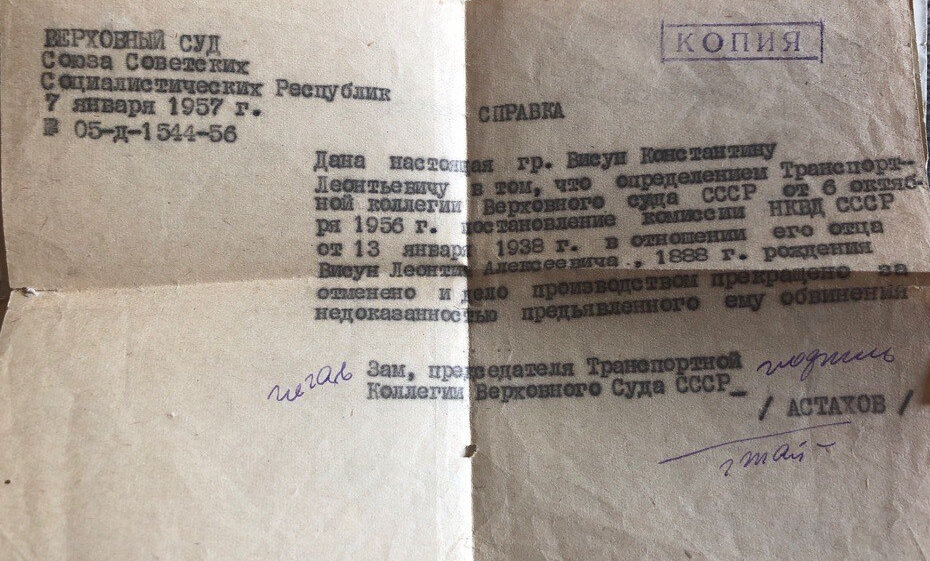 ВЕРХОВНЫЙ СУД
Союза Советских
Социалистических Республик
7 января 1957 г.
№ 05-д-1544-56
КОПИЯ
СПРАВКА
Дана настоящая гр. Висун Константину
Леонтьевичу в том, что определением Транспорт-
ной коллегии Верховного суда СССР от 6 октяб-
ря 1956 г. постановление комиссии НКВД СССР
от 13 января 1938 г. в отношении его отца
Висун Леонтия Алексеевича, 1888 г. рождения
отменено и дело производством прекращено за
недоказанностью предьявленного ему обвинения
печать Зам, председателя Транспортной подпись
Коллегии Верховного Суда СССР_
/ АСТАХОВ /